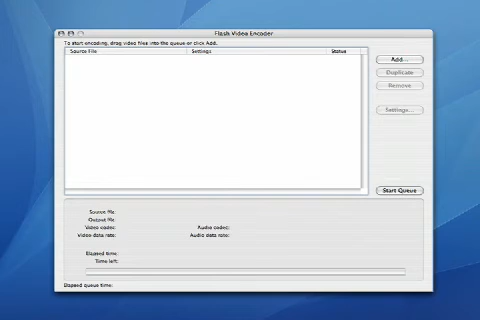 Flash Video Encoder
To start encoding, drag video files into the queue or click Add.
Source File Settings Status
Add...
Duplicate
Remove
Settings...
Start Queue
Source file:
Output file:
Video codec: Audio codec:
Video data rate: Audio data rate:
Elapsed time:
Time left:
Elapsed queue time: